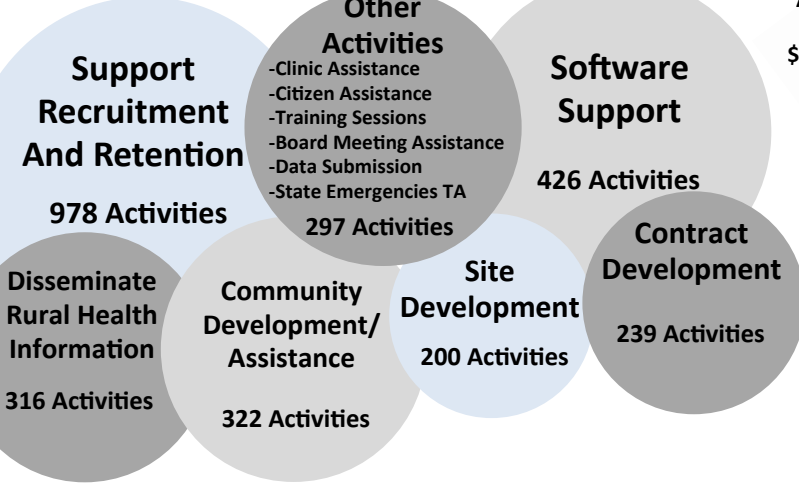 Support
Recruitment
And Retention
978 Activities
Other
Activities
-Clinic Assistance
-Citizen Assistance
-Training Sessions
-Board Meeting Assistance
-Data Submission
-State Emergencies TA
297 Activities
Software
Support
426 Activities
$
Disseminate
Rural Health
Information
316 Activities
Community
Development/
Assistance
322 Activities
Site
Development
200 Activities
Contract
Development
239 Activities